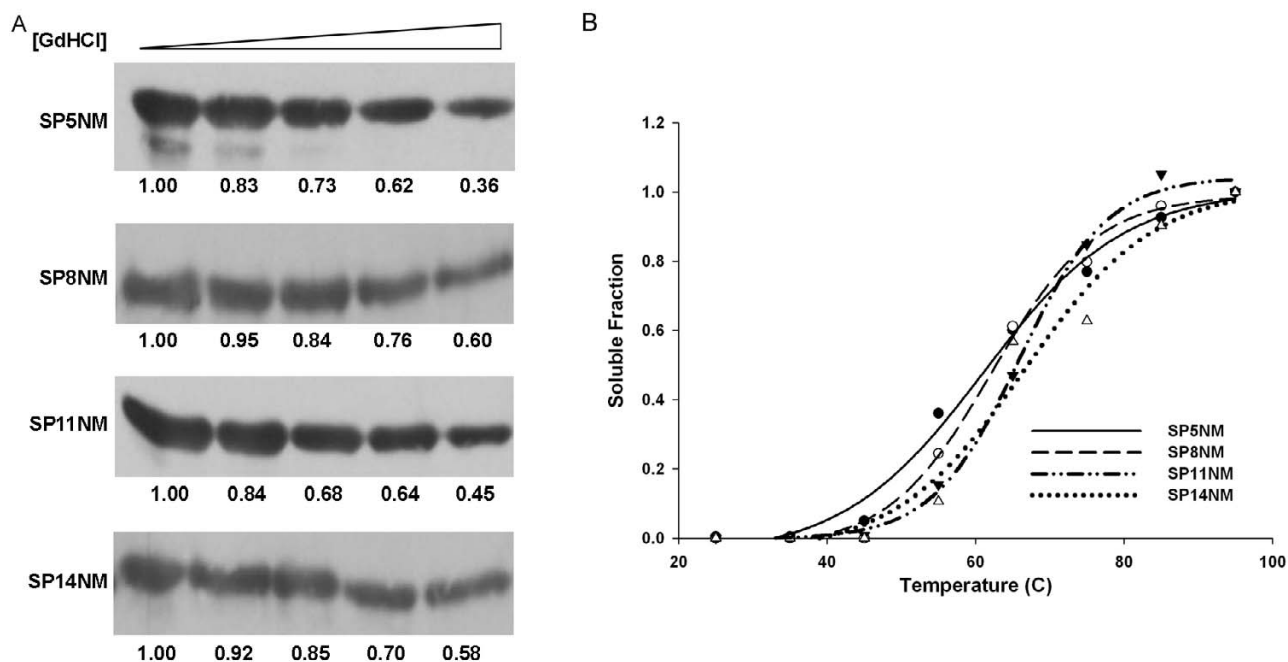 A
[GdHCl]
SP5NM
1.00 0.83 0.73 0.62 0.36
SP8NM
1.00 0.95 0.84 0.76 0.60
SP11NM
1.00 0.84 0.68 0.64 0.45
SP14NM
1.00 0.92 0.85 0.70 0.58
B
Soluble Fraction
1.2
1.0
0.8
0.6
0.4
0.2
0.0
SP5NM
SP8NM
SP11NM
SP14NM
20 40 60 80 100
Temperature (C)